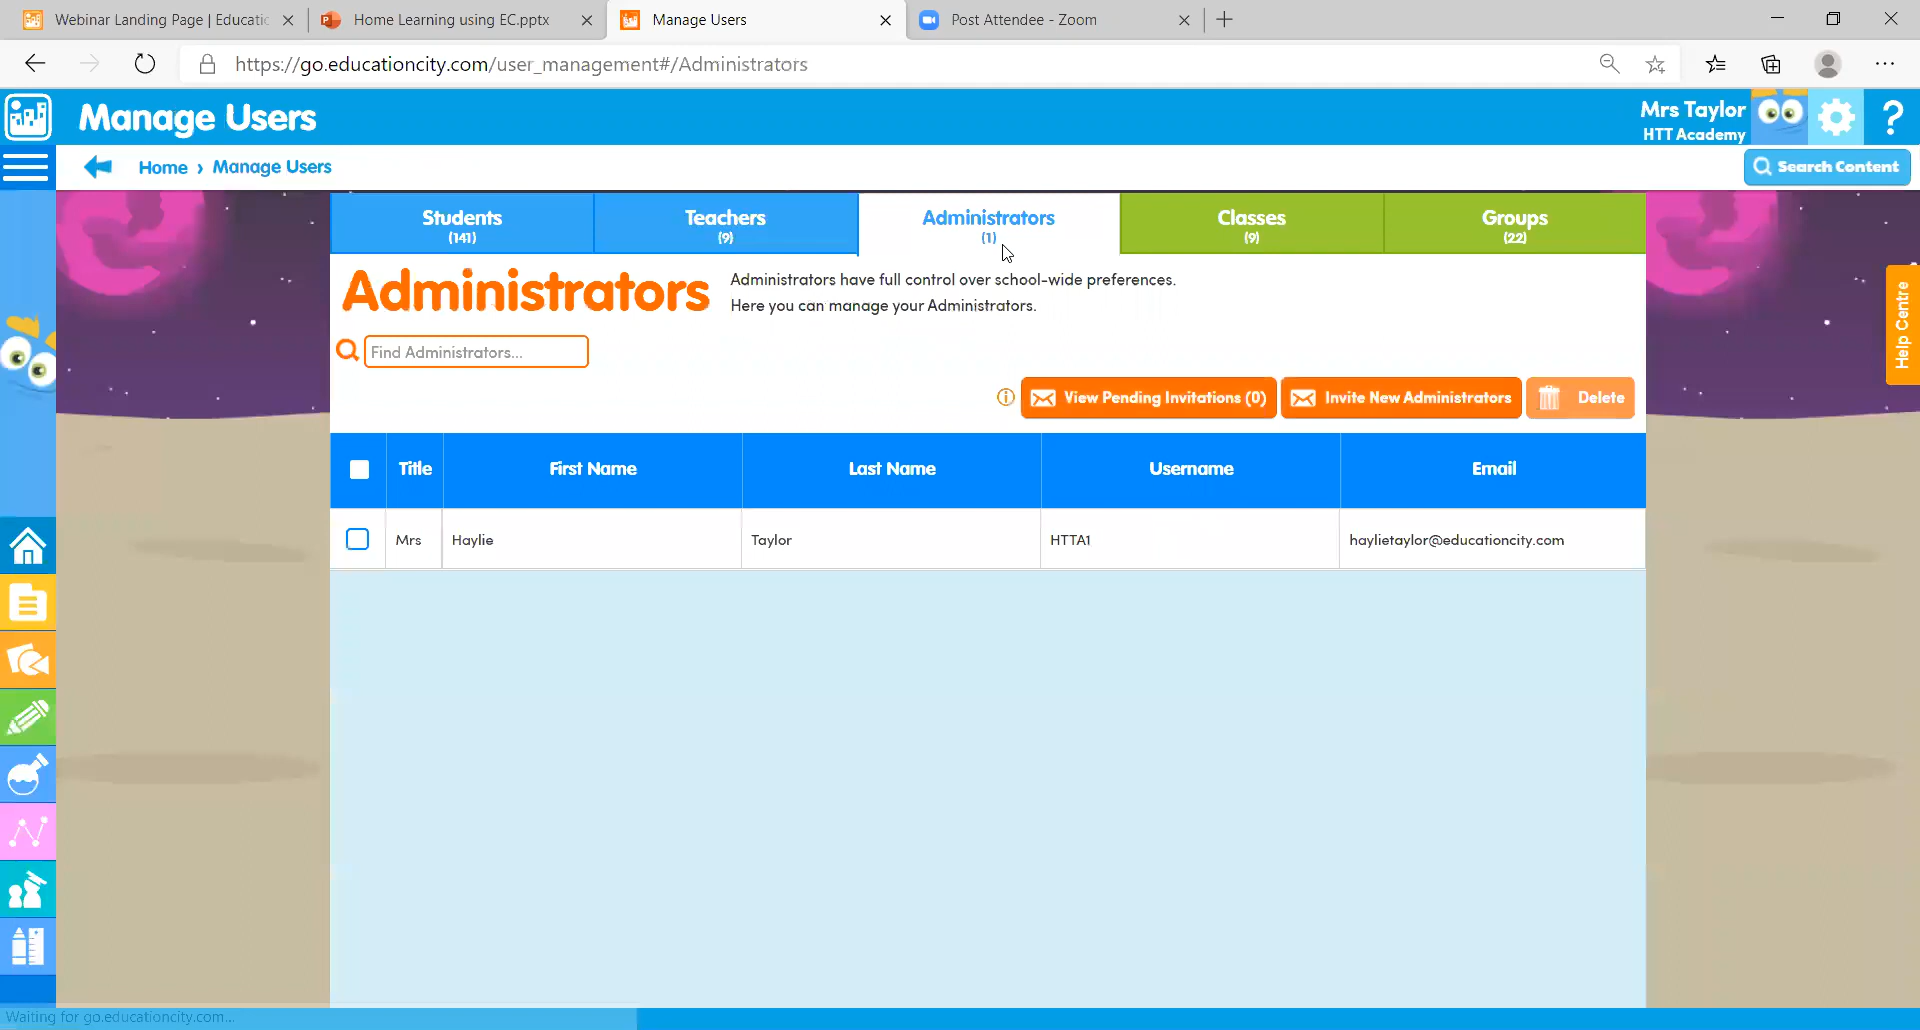 Webinar Landing Page | Educatic
Home Learning using EC.pptx
Manage Users
Post Attendee - Zoom
https://go.educationcity.com/user_management#/Administrators
Manage Users
Mrs Taylor
HTT Academy
?
Home › Manage Users
Search Content
Students
(141)
Teachers
(9)
Administrators
(1)
Classes
(9)
Groups
(22)
Administrators
Administrators have full control over school-wide preferences.
Here you can manage your Administrators.
Find Administrators...
View Pending Invitations (0)
Invite New Administrators
Delete
Help Centre
Title First Name Last Name Username Email
Mrs Haylie Taylor HTTA1 haylietaylor@educationcity.com
Waiting for go.educationcity.com...